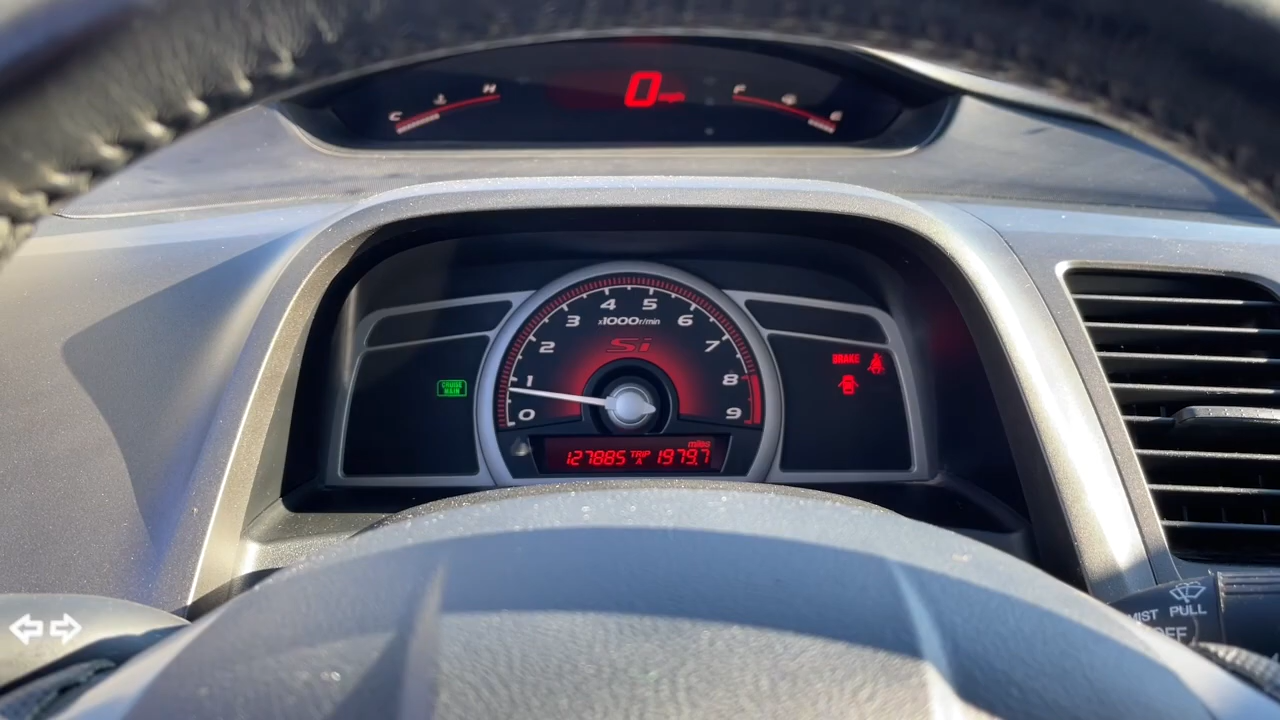 C
H
0 mph
F
E
4 5
3 x1000r/min 6
2 Si 7
1 8
0 9
CRUISE
MAIN
BRAKE
miles
127885 TRIP A 1979.7
MIST PULL
OFF